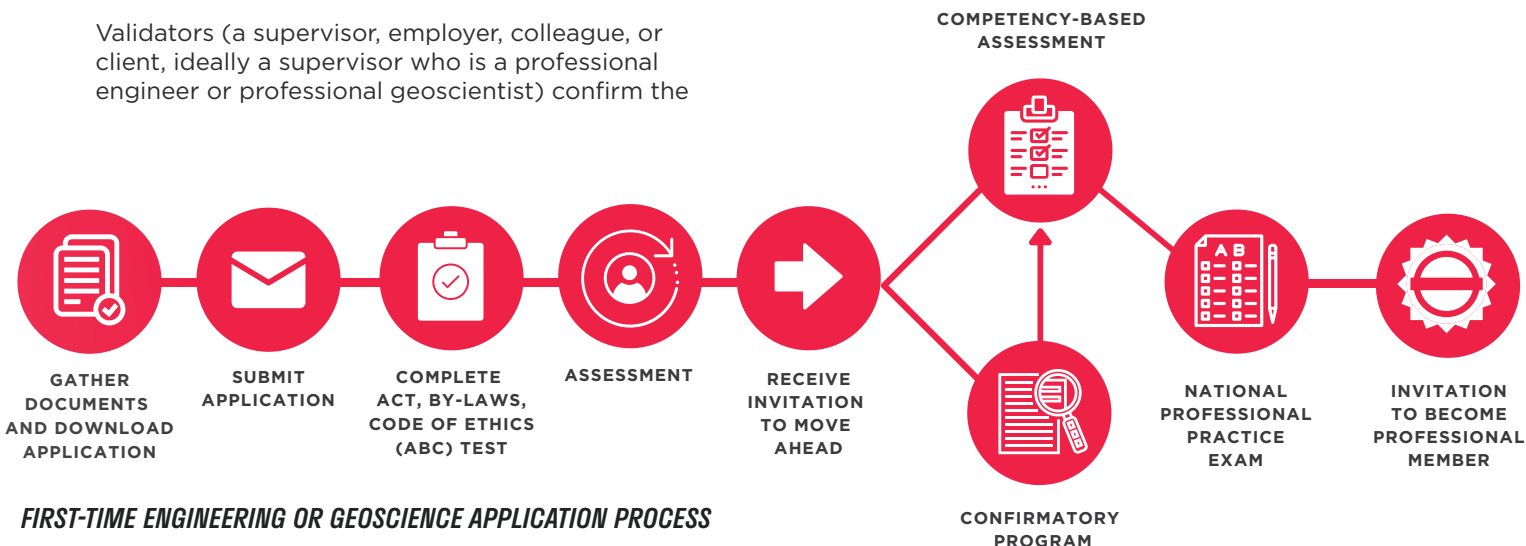 Validators (a supervisor, employer, colleague, or
client, ideally a supervisor who is a professional
engineer or professional geoscientist) confirm the
GATHER
DOCUMENTS
AND DOWNLOAD
APPLICATION
SUBMIT
APPLICATION
COMPLETE
ACT, BY-LAWS,
CODE OF ETHICS
(ABC) TEST
ASSESSMENT
RECEIVE
INVITATION
TO MOVE
AHEAD
COMPETENCY-BASED
ASSESSMENT
CONFIRMATORY
PROGRAM
A B
NATIONAL
PROFESSIONAL
PRACTICE
EXAM
INVITATION
TO BECOME
PROFESSIONAL
MEMBER
FIRST-TIME ENGINEERING OR GEOSCIENCE APPLICATION PROCESS